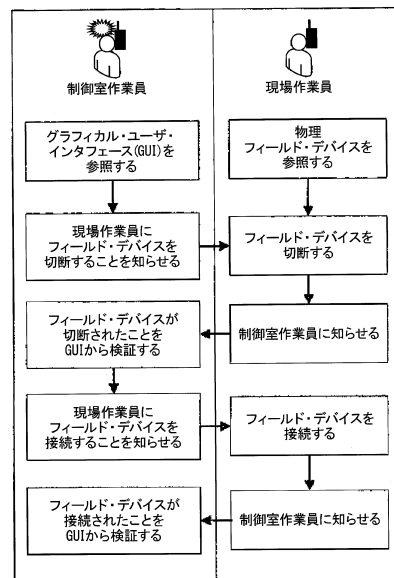 制御室作業員
現場作業員
グラフィカル・ユーザ・
インタフェース(GUI)を
参照する
物理
フィールド・デバイスを
参照する
現場作業員に
フィールド・デバイスを
切断することを知らせる
フィールド・デバイスを
切断する
フィールド・デバイスが
切断されたことを
GUIから検証する
制御室作業員に知らせる
現場作業員に
フィールド・デバイスを
接続することを知らせる
フィールド・デバイスを
接続する
フィールド・デバイスが
接続されたことを
GUIから検証する
制御室作業員に知らせる